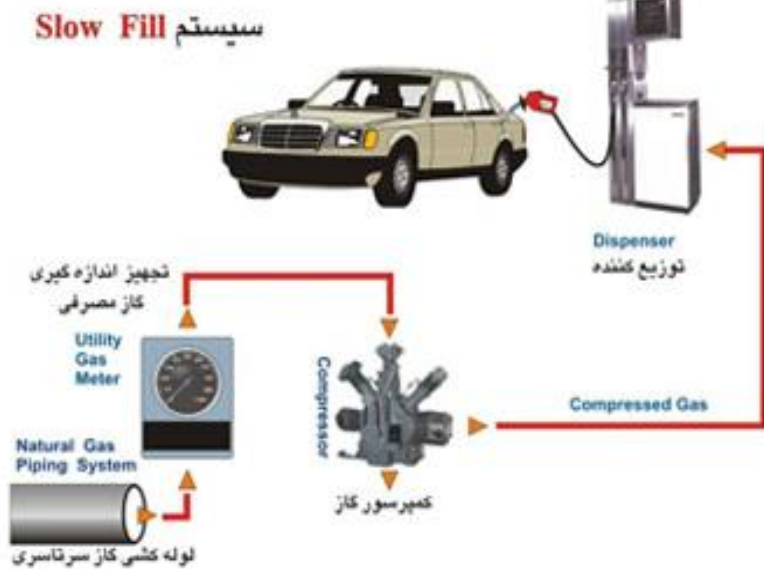 سیستم Slow Fill
Dispenser
توزیع کننده
تجهیز اندازه گیری
گاز مصرفی
Utility
Gas
Meter
Compressor
Compressed Gas
Natural Gas
Piping System
کمپرسور گاز
لوله کشی گاز سرتاسری